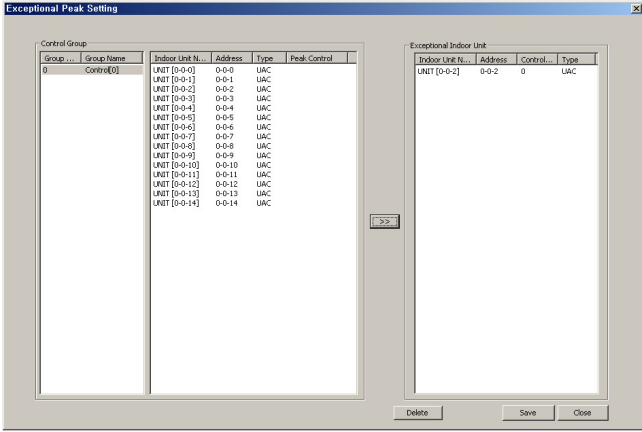 Exceptional Peak Setting
Control Group
Group ... Group Name
0 Control[0]
Indoor Unit N... Address Type Peak Control
UNIT [0-0-0] 0-0-0 UAC
UNIT [0-0-1] 0-0-1 UAC
UNIT [0-0-2] 0-0-2 UAC
UNIT [0-0-3] 0-0-3 UAC
UNIT [0-0-4] 0-0-4 UAC
UNIT [0-0-5] 0-0-5 UAC
UNIT [0-0-6] 0-0-6 UAC
UNIT [0-0-7] 0-0-7 UAC
UNIT [0-0-8] 0-0-8 UAC
UNIT [0-0-9] 0-0-9 UAC
UNIT [0-0-10] 0-0-10 UAC
UNIT [0-0-11] 0-0-11 UAC
UNIT [0-0-12] 0-0-12 UAC
UNIT [0-0-13] 0-0-13 UAC
UNIT [0-0-14] 0-0-14 UAC
>>
Exceptional Indoor Unit
Indoor Unit N... Address Control... Type
UNIT [0-0-2] 0-0-2 0 UAC
Delete Save Close